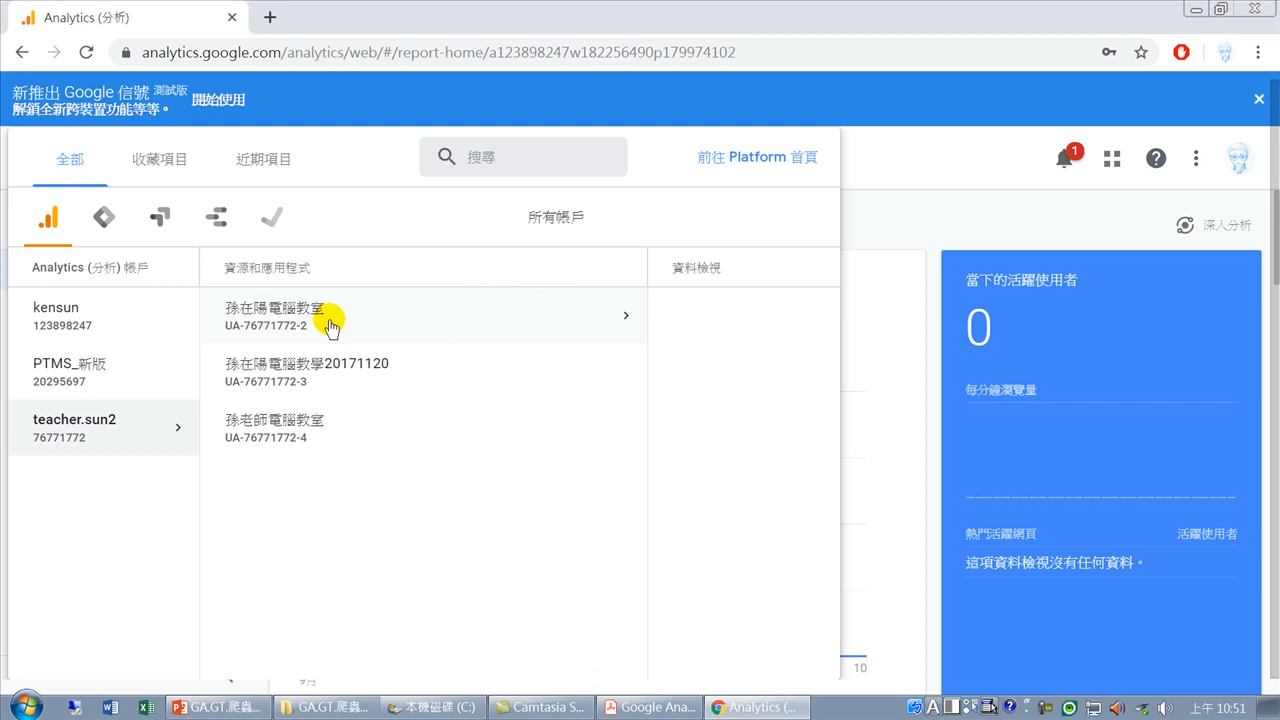 Analytics (分析)
analytics.google.com/analytics/web/#/report-home/a123898247w182256490p179974102
新推出 Google 信號 測試版
解鎖全新跨裝置功能等等。
開始使用
全部
收藏項目
近期項目
搜尋
前往 Platform 首頁
1
所有帳戶
深入分析
Analytics (分析) 帳戶
資源和應用程式
資料檢視
kensun
123898247
PTMS_新版
20295697
teacher.sun2
76771772
孫在陽電腦教室
UA-76771772-2
孫在陽電腦教學20171120
UA-76771772-3
孫老師電腦教室
UA-76771772-4
當下的活躍使用者
0
每分鐘瀏覽量
熱門活躍網頁
活躍使用者
這項資料檢視沒有任何資料。
10
9月
GA.GT.爬蟲...
GA.GT.爬蟲...
本機磁碟 (C:)
Camtasia S...
Google Ana...
Analytics (...
A
上午 10:51